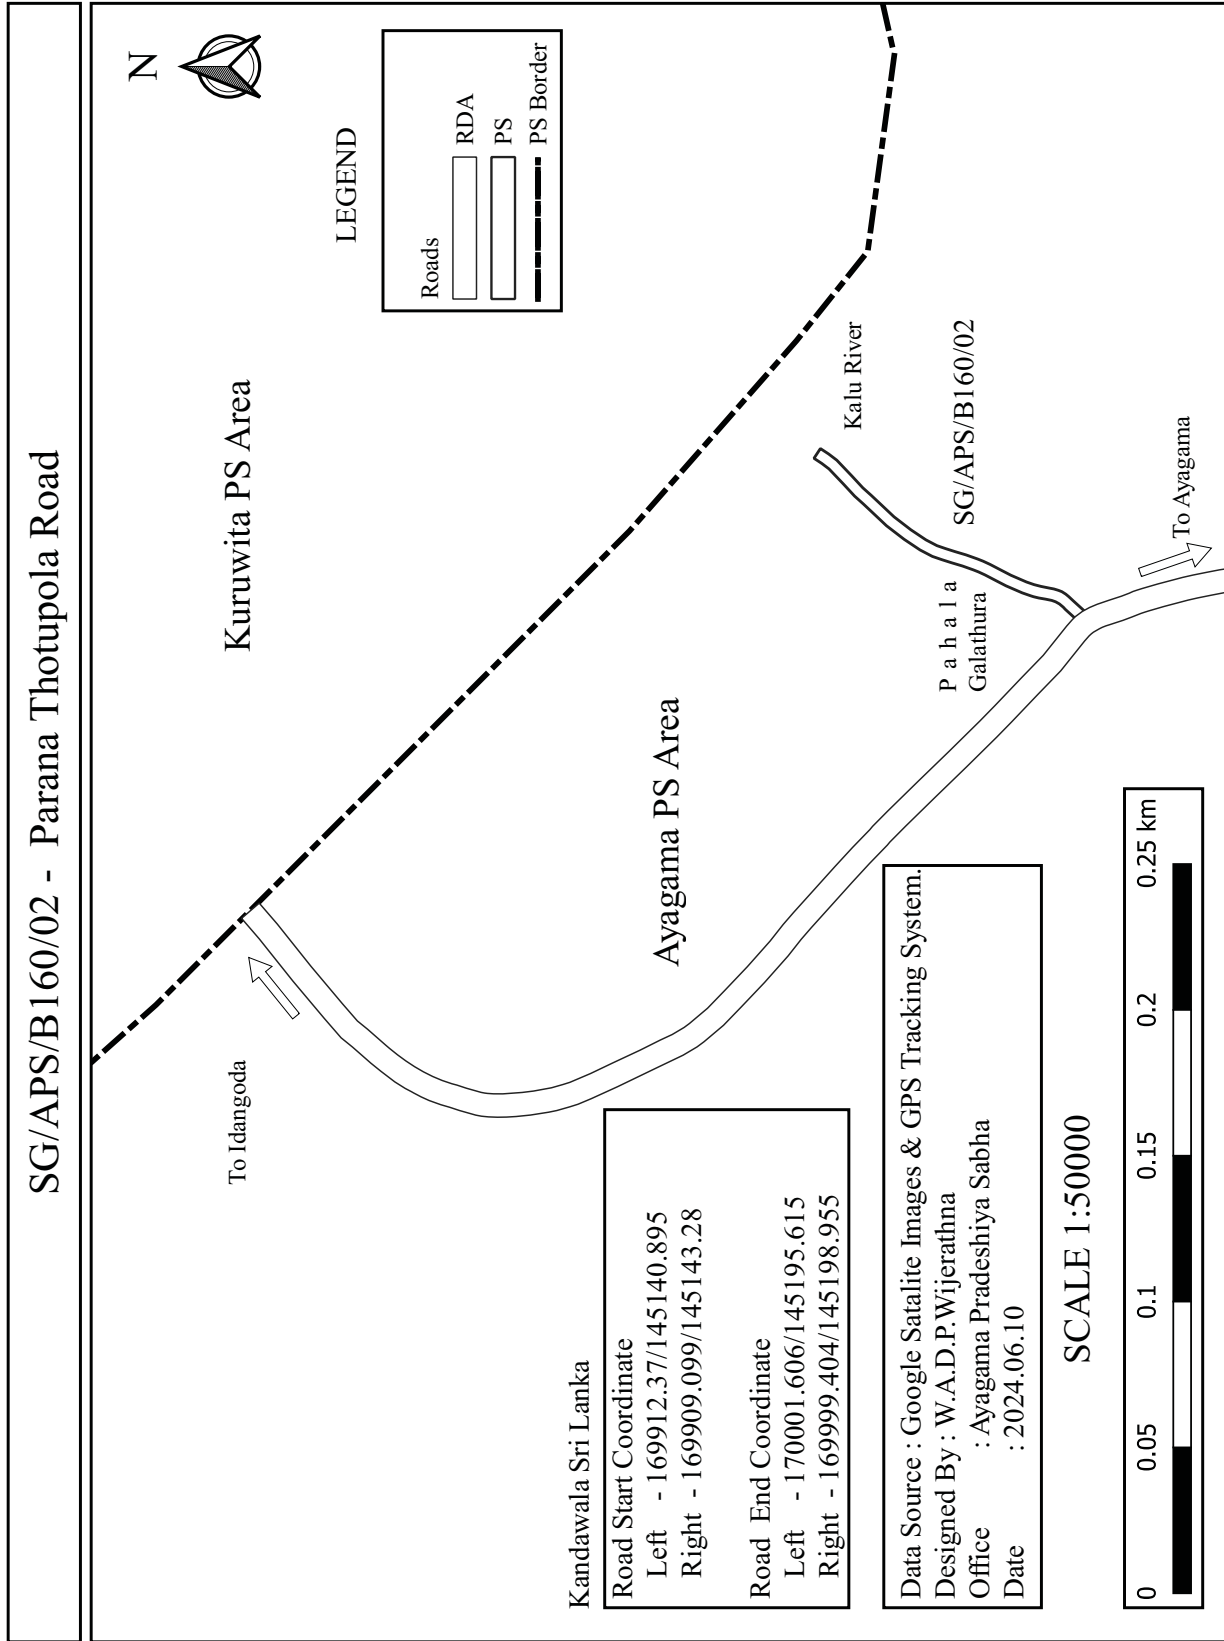 SG/APS/B160/02 - Parana Thotupola Road
N
LEGEND
Roads
RDA
PS
PS Border
Kuruwita PS Area
To Idangoda
Ayagama PS Area
Kalu River
SG/APS/B160/02
Pahala
Galathura
To Ayagama
Kandawala Sri Lanka
Road Start Coordinate
Left - 169912.37/145140.895
Right - 169909.099/145143.28
Road End Coordinate
Left - 170001.606/145195.615
Right - 169999.404/145198.955
Data Source : Google Satalite Images & GPS Tracking System.
Designed By : W.A.D.P.Wijerathna
Office : Ayagama Pradeshiya Sabha
Date : 2024.06.10
SCALE 1:50000
0 0.05 0.1 0.15 0.2 0.25 km